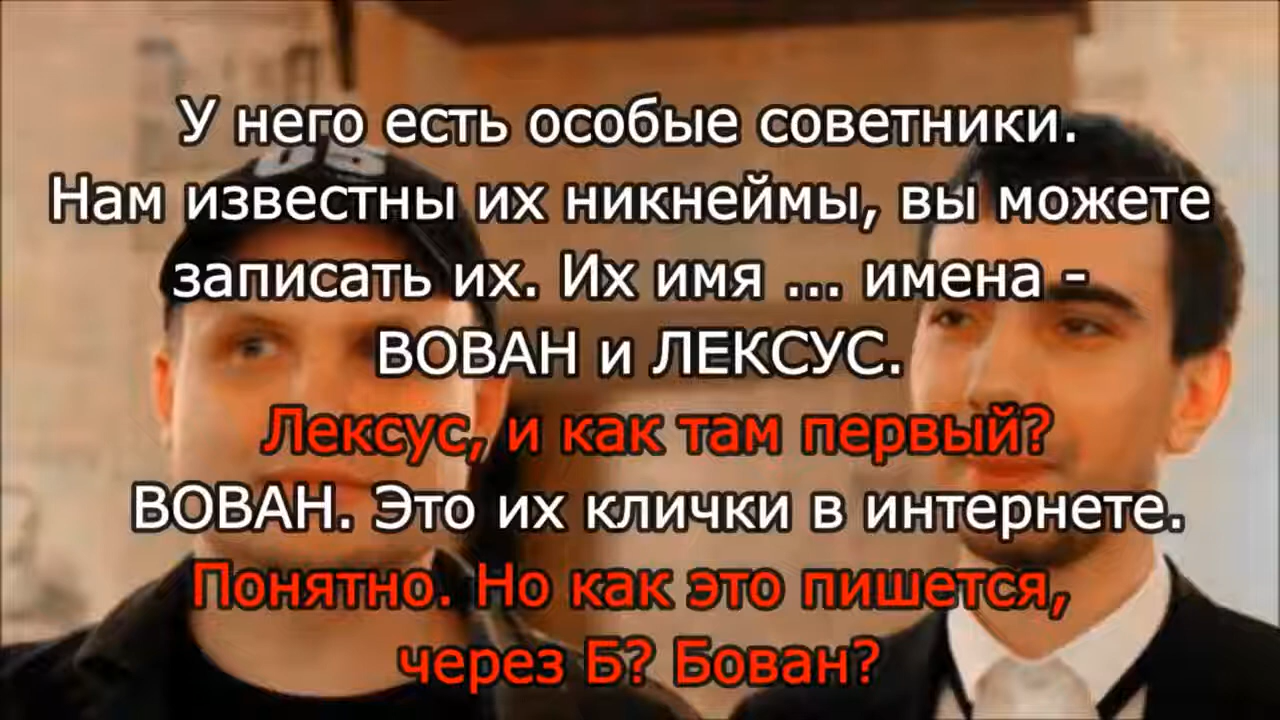 У него есть особые советники.
Нам известны их никнеймы, вы можете
записать их. Их имя ... имена -
ВОВАН и ЛЕКСУС.
Лексус, и как там первый?
ВОВАН. Это их клички в интернете.
Понятно. Но как это пишется,
через Б? Бован?